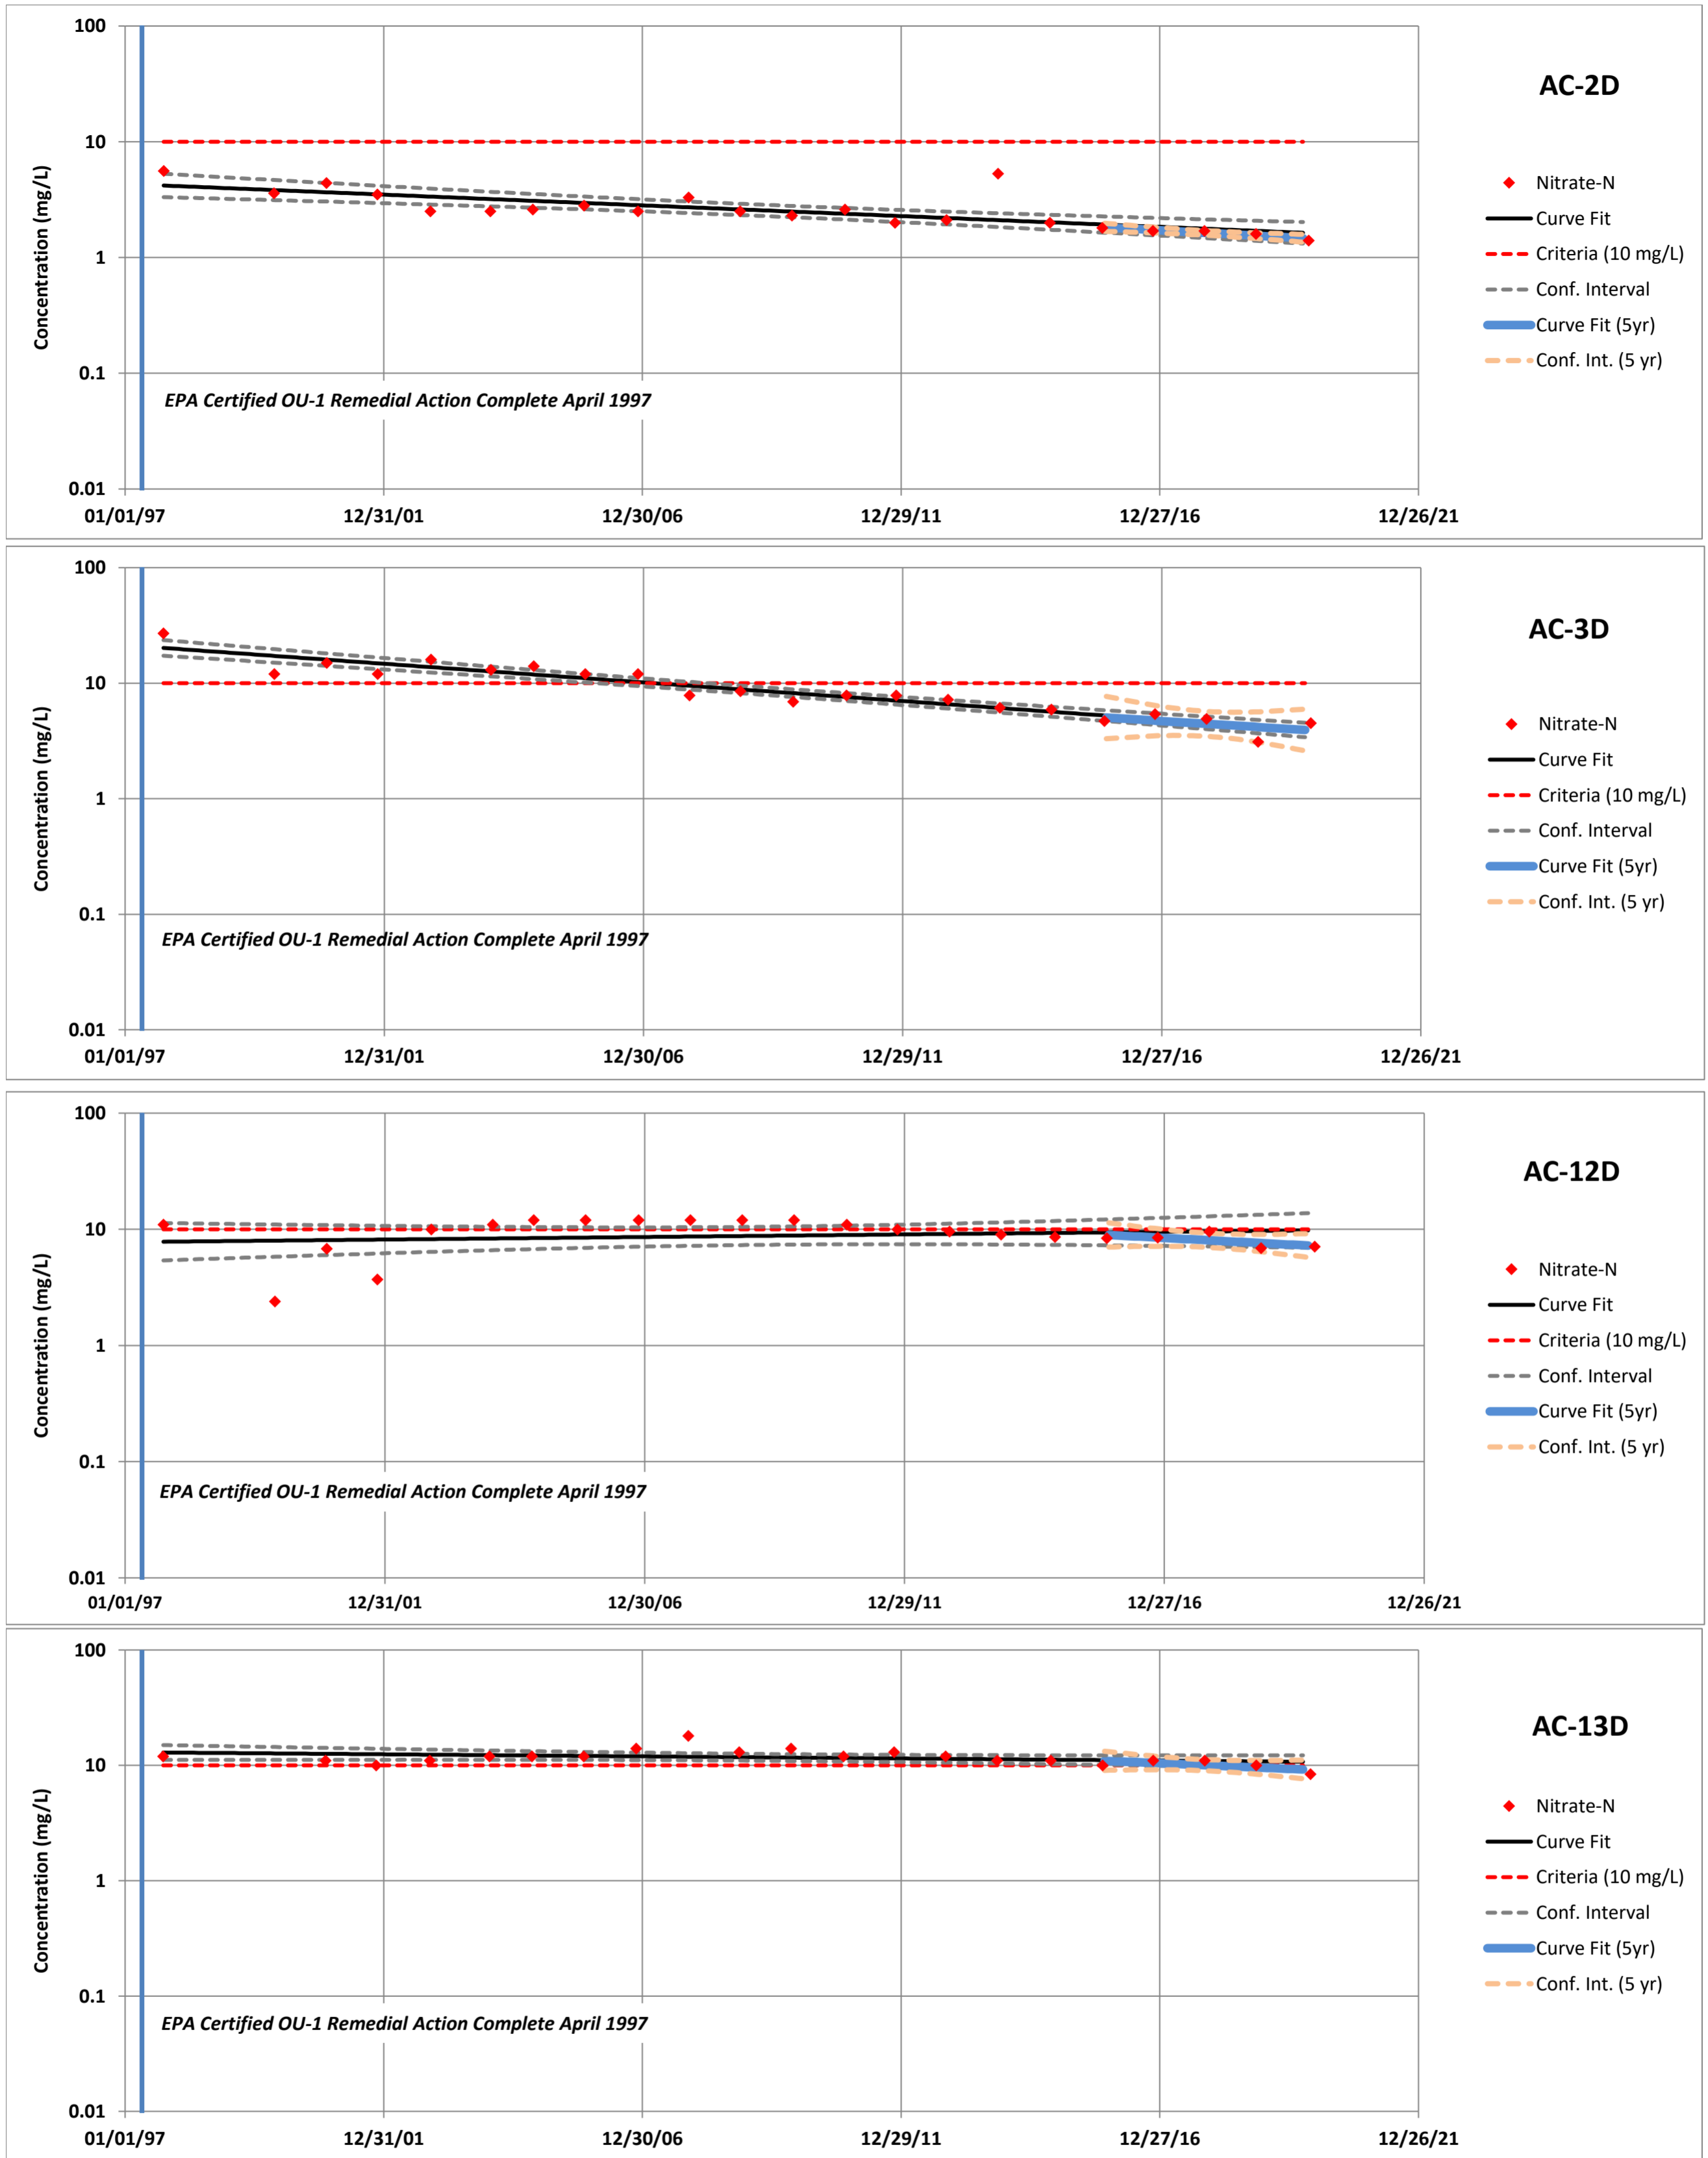 100
10
1
0.1
0.01
Concentration (mg/L)
01/01/97 12/31/01 12/30/06 12/29/11 12/27/16 12/26/21
EPA Certified OU-1 Remedial Action Complete April 1997
AC-2D
Nitrate-N
Curve Fit
Criteria (10 mg/L)
Conf. Interval
Curve Fit (5yr)
Conf. Int. (5 yr)
100
10
1
0.1
0.01
Concentration (mg/L)
01/01/97 12/31/01 12/30/06 12/29/11 12/27/16 12/26/21
EPA Certified OU-1 Remedial Action Complete April 1997
AC-3D
Nitrate-N
Curve Fit
Criteria (10 mg/L)
Conf. Interval
Curve Fit (5yr)
Conf. Int. (5 yr)
100
10
1
0.1
0.01
Concentration (mg/L)
01/01/97 12/31/01 12/30/06 12/29/11 12/27/16 12/26/21
EPA Certified OU-1 Remedial Action Complete April 1997
AC-12D
Nitrate-N
Curve Fit
Criteria (10 mg/L)
Conf. Interval
Curve Fit (5yr)
Conf. Int. (5 yr)
100
10
1
0.1
0.01
Concentration (mg/L)
01/01/97 12/31/01 12/30/06 12/29/11 12/27/16 12/26/21
EPA Certified OU-1 Remedial Action Complete April 1997
AC-13D
Nitrate-N
Curve Fit
Criteria (10 mg/L)
Conf. Interval
Curve Fit (5yr)
Conf. Int. (5 yr)